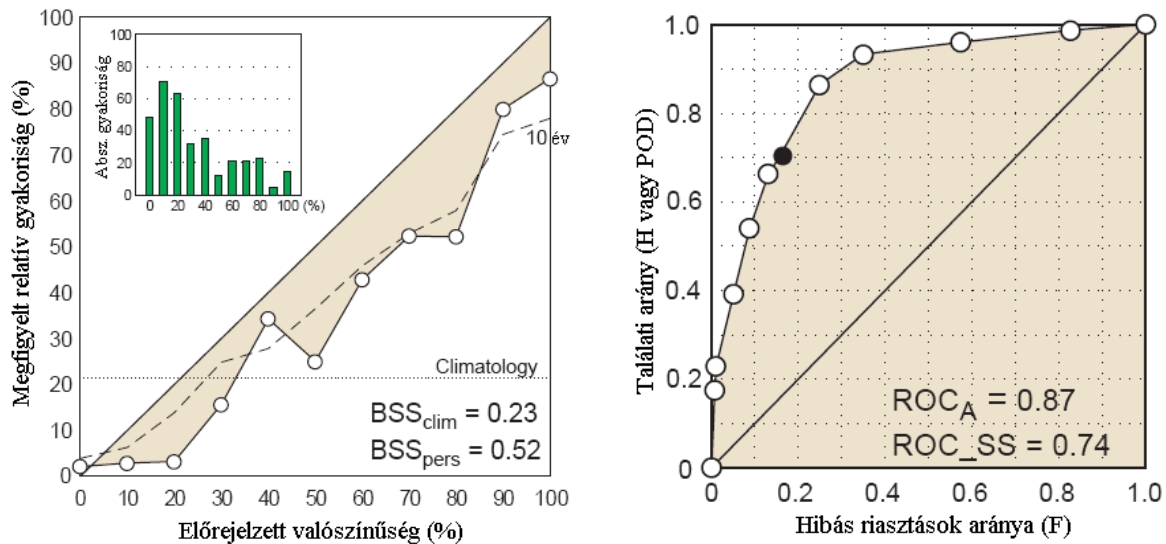 Megfigyelt relatív gyakoriság (%)
100
90
80
70
60
50
40
30
20
10
0
Absz. gyakoriság
100
80
60
40
20
0
0 20 40 60 80 100 (%)
10 év
Climatology
BSSclim = 0.23
BSSpers = 0.52
0 10 20 30 40 50 60 70 80 90 100
Előrejelzett valószínűség (%)
Találati arány (H vagy POD)
1.0
0.8
0.6
0.4
0.2
0
ROCA = 0.87
ROC_SS = 0.74
0 0.2 0.4 0.6 0.8 1.0
Hibás riasztások aránya (F)